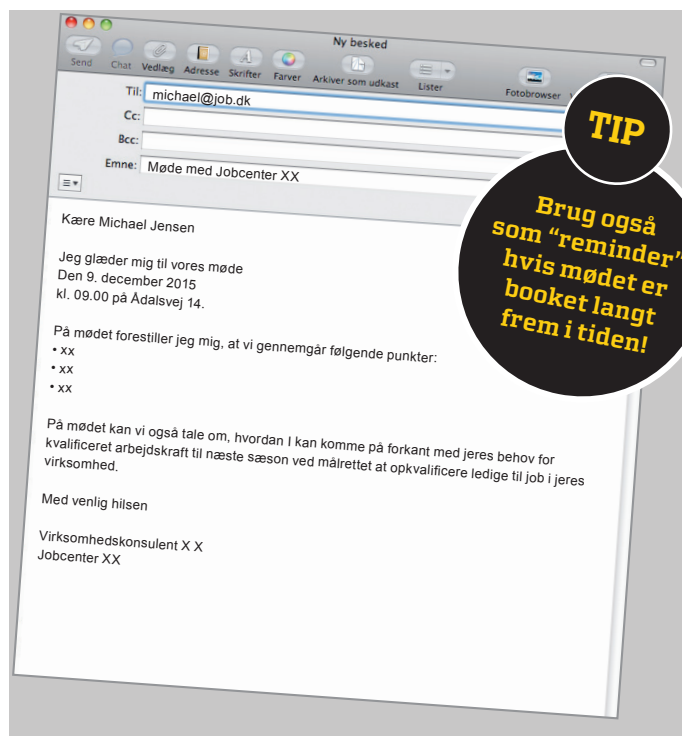 Ny besked
Send Chat Vedlæg Adresse Skrifter Farver Arkiver som udkast Lister Fotobrowser
Til: michael@job.dk
Cc:
Bcc:
Emne: Møde med Jobcenter XX
TIP
Brug også
som “reminder”
hvis mødet er
booket langt
frem i tiden!
Kære Michael Jensen
Jeg glæder mig til vores møde
Den 9. december 2015
kl. 09.00 på Ådalsvej 14.
På mødet forestiller jeg mig, at vi gennemgår følgende punkter:
• xx
• xx
• xx
På mødet kan vi også tale om, hvordan I kan komme på forkant med jeres behov for
kvalificeret arbejdskraft til næste sæson ved målrettet at opkvalificere ledige til job i jeres
virksomhed.
Med venlig hilsen
Virksomhedskonsulent X X
Jobcenter XX